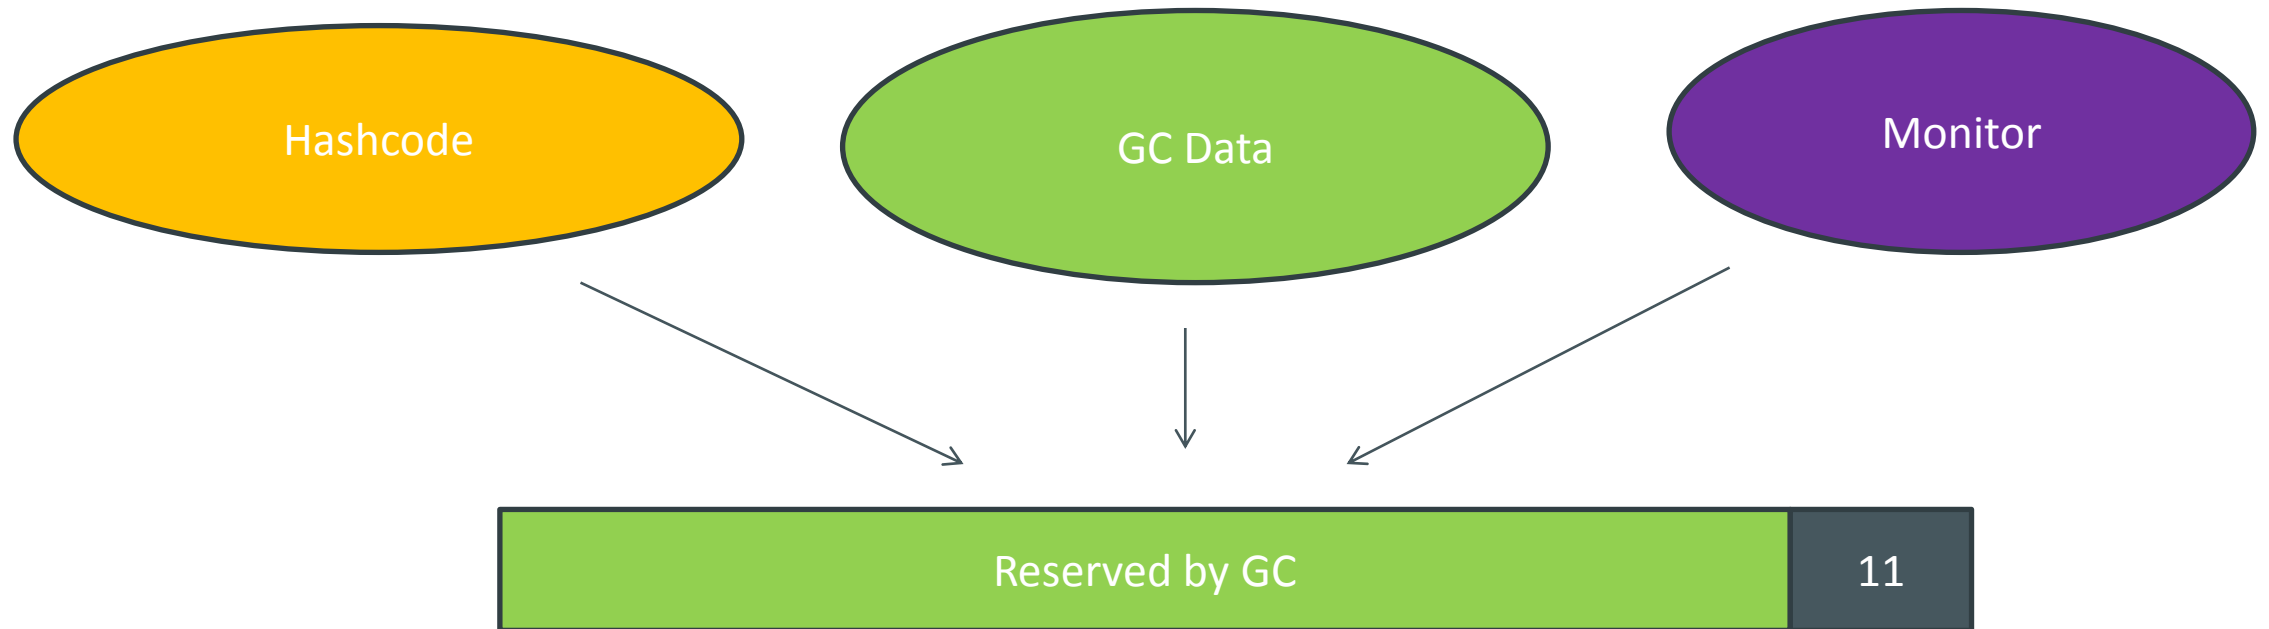 Hashcode
GC Data
Monitor
Reserved by GC
11